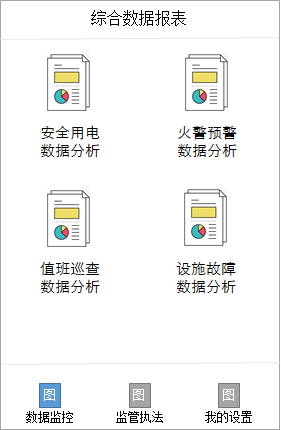 综合数据报表
安全用电
数据分析
火警预警
数据分析
值班巡查
数据分析
设施故障
数据分析
图
图
图
数据监控
监管执法
我的设置